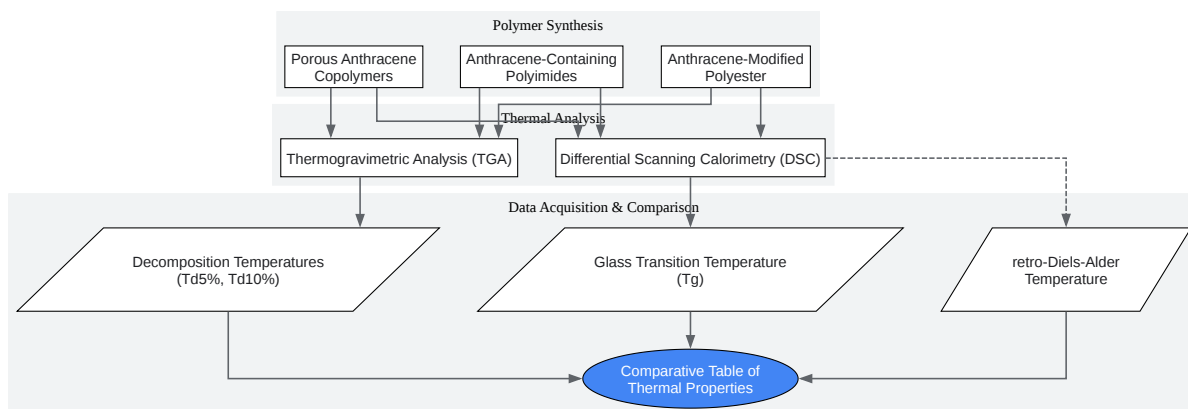 Polymer Synthesis
Porous Anthracene
Copolymers
Anthracene-Containing
Polyimides
Anthracene-Modified
Polyester
Thermal Analysis
Thermogravimetric Analysis (TGA)
Differential Scanning Calorimetry (DSC)
Data Acquisition & Comparison
Decomposition Temperatures
(Td5%, Td10%)
Glass Transition Temperature
(Tg)
retro-Diels-Alder
Temperature
Comparative Table of
Thermal Properties